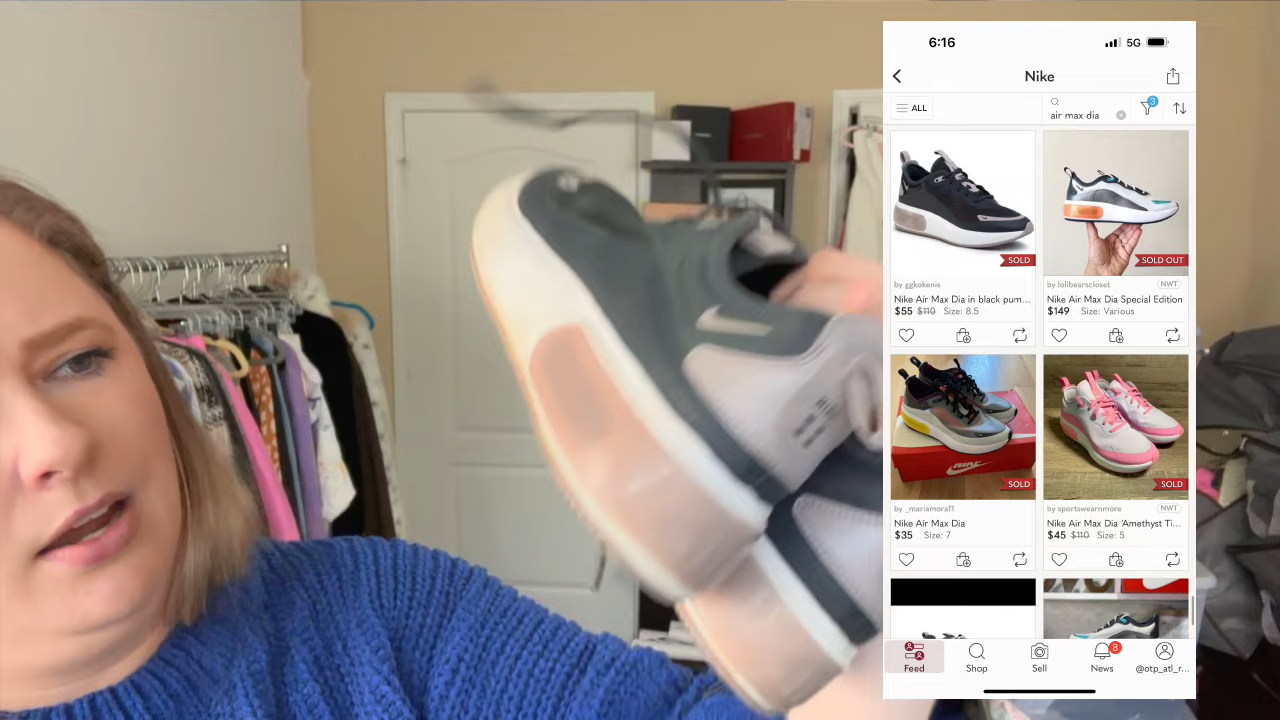 6:16
5G
Nike
ALL
air max dia
3
SOLD
SOLD OUT
by ggkokenis
by lolibearscloset
NWT
Nike Air Max Dia in black pum...
Nike Air Max Dia Special Edition
$55 $110 Size: 8.5
$149 Size: Various
NIKE
SOLD
SOLD
by _mariamora11
by sportswearnmore
NWT
Nike Air Max Dia
Nike Air Max Dia 'Amethyst Ti...
$35 Size: 7
$45 $110 Size: 5
8
Feed
Shop
Sell
News
@otp_atl_r...